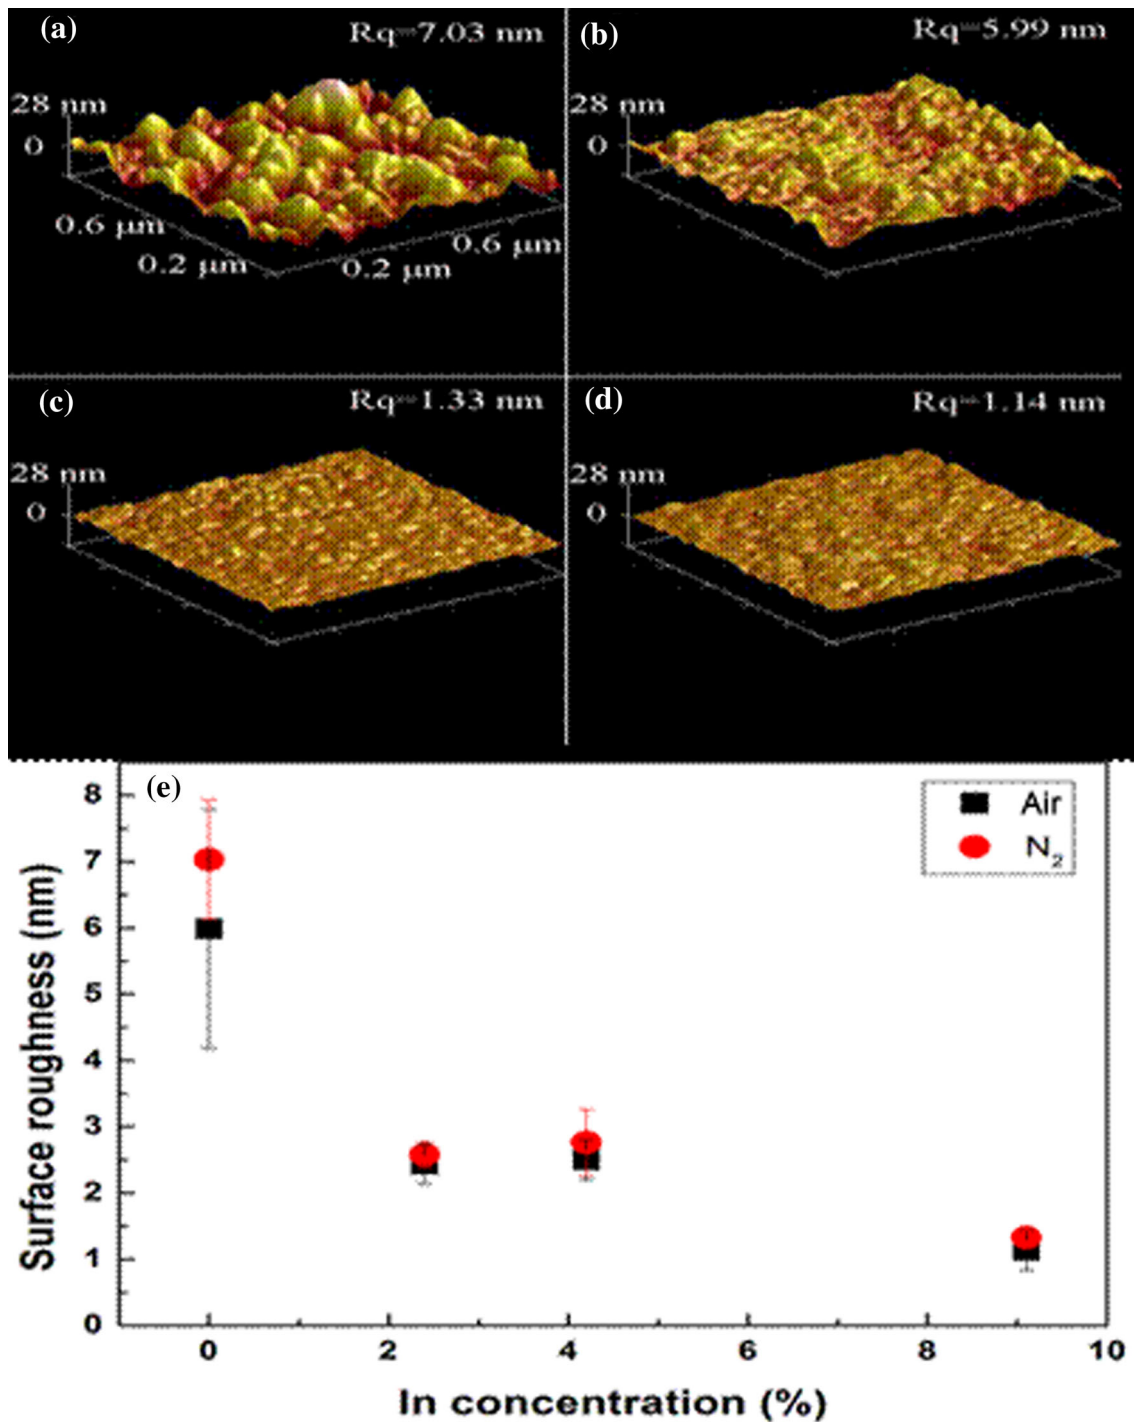 (a) Rq=7.03 nm
28 nm
0
0.6 μm
0.2 μm
0.2 μm
0.6 μm
(b) Rq=5.99 nm
28 nm
0
(c) Rq=1.33 nm
28 nm
0
(d) Rq=1.14 nm
28 nm
0
(e)
Air
N₂
8
7
6
5
4
3
2
1
0
Surface roughness (nm)
0 2 4 6 8 10
In concentration (%)